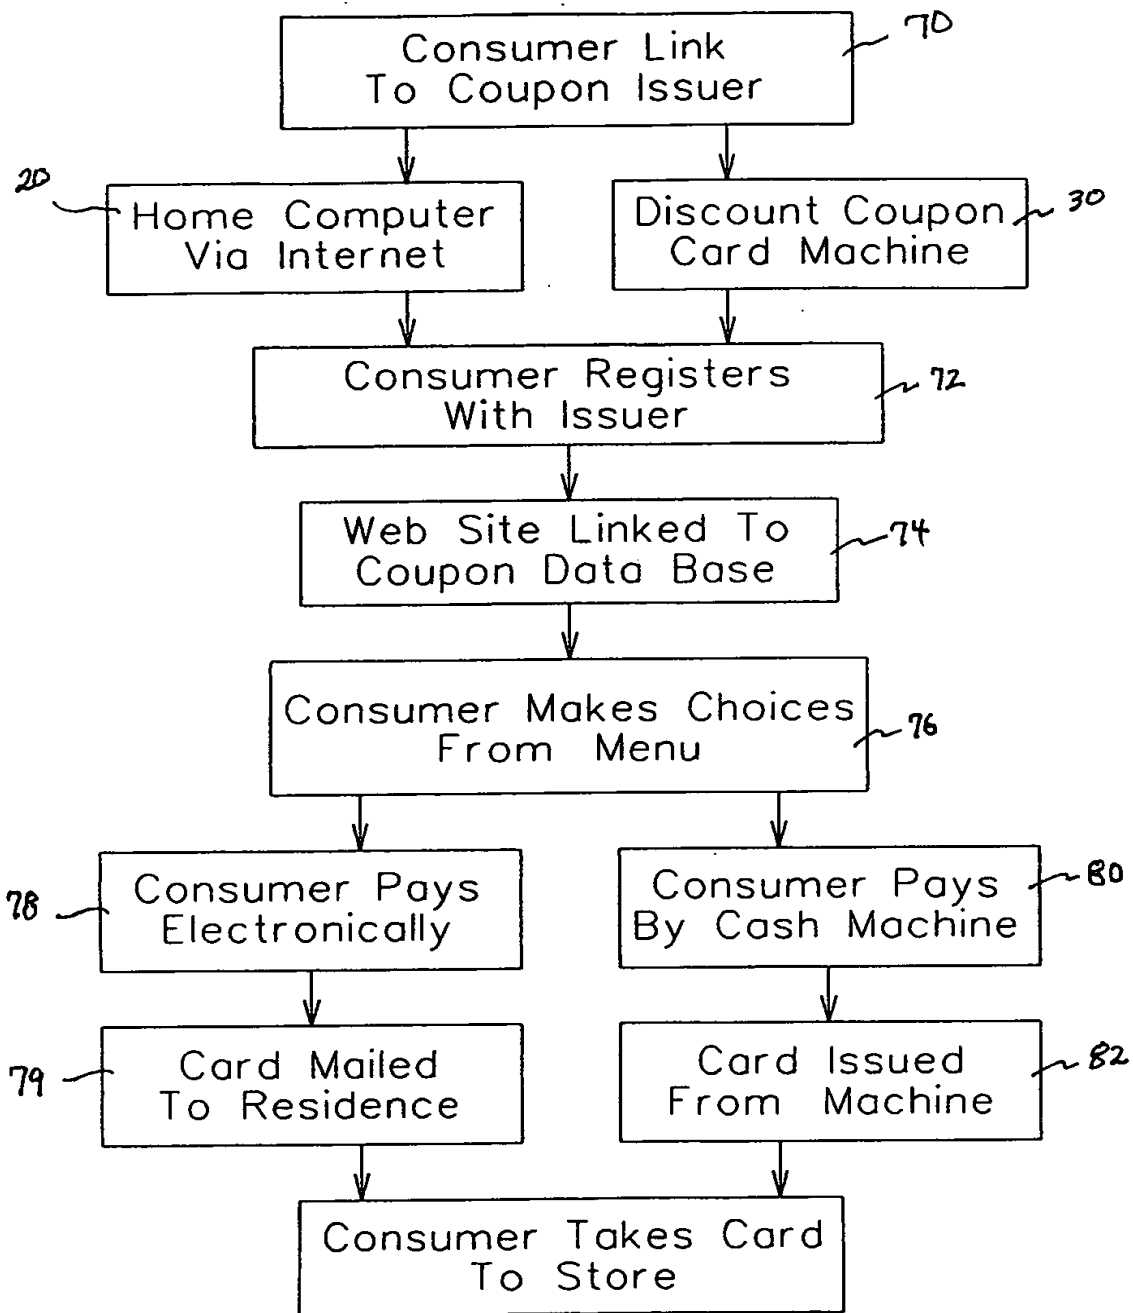 Consumer Link
To Coupon Issuer
70
20
Home Computer
Via Internet
Discount Coupon
Card Machine
30
Consumer Registers
With Issuer
72
Web Site Linked To
Coupon Data Base
74
Consumer Makes Choices
From Menu
76
78
Consumer Pays
Electronically
Consumer Pays
By Cash Machine
80
79
Card Mailed
To Residence
Card Issued
From Machine
82
Consumer Takes Card
To Store